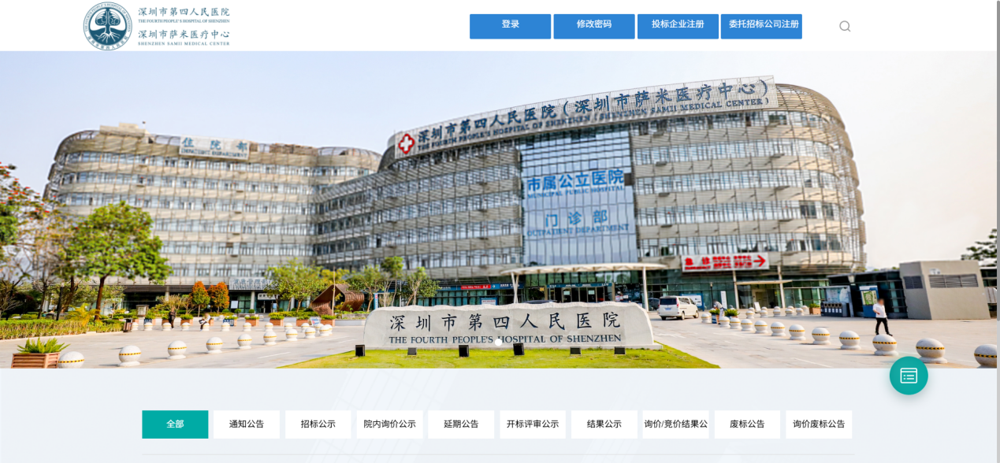 深圳市第四人民医院
THE FOURTH PEOPLE'S HOSPITAL OF SHENZHEN
深圳市萨米医疗中心
SHENZHEN SAMII MEDICAL CENTER
登录
修改密码
投标企业注册
委托招标公司注册
深圳市第四人民医院(深圳市萨米医疗中心)
THE FOURTH PEOPLE'S HOSPITAL OF SHENZHEN (SHENZHEN SAMII MEDICAL CENTER)
住院部
INPATIENT DEPARTMENT
市属公立医院
MUNICIPAL PUBLIC HOSPITAL
门诊部
OUTPATIENT DEPARTMENT
急诊
深圳市第四人民医院
THE FOURTH PEOPLE'S HOSPITAL OF SHENZHEN
全部
通知公告
招标公示
院内询价公示
延期公告
开标评审公示
结果公示
询价/竞价结果公
废标公告
询价废标公告